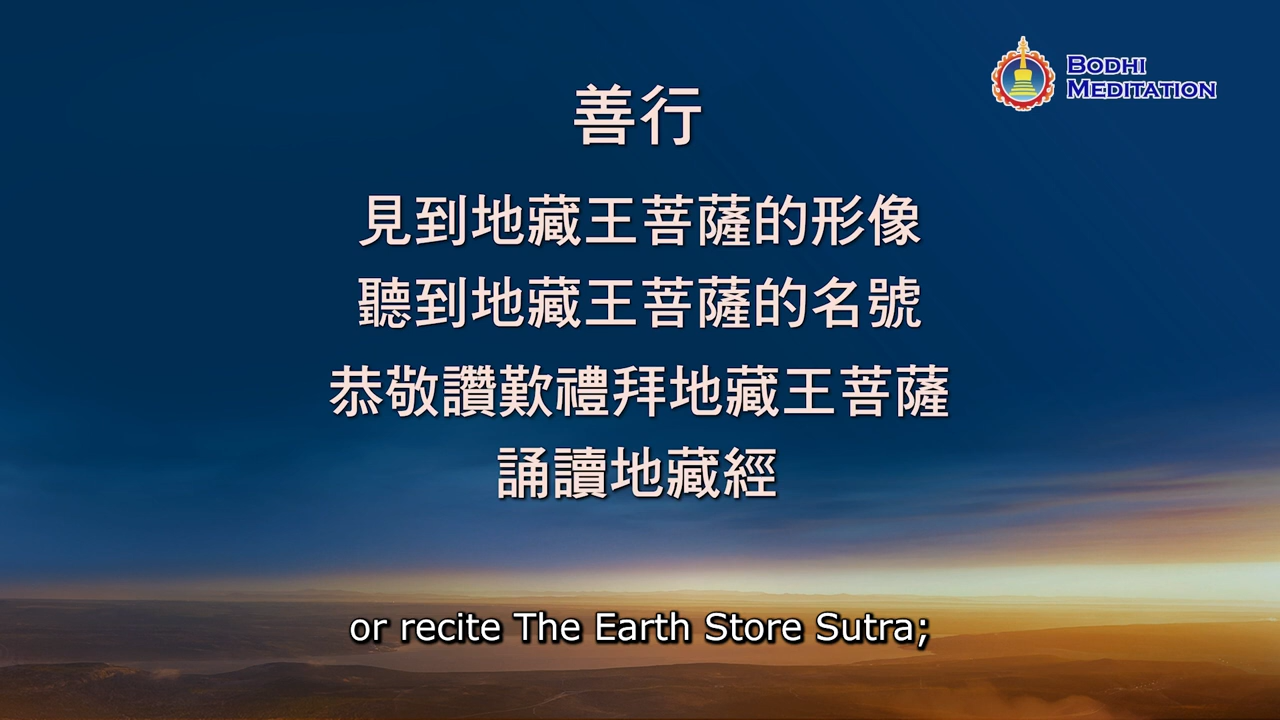 BODHI
MEDITATION
善行
見到地藏王菩薩的形像
聽到地藏王菩薩的名號
恭敬讚歎禮拜地藏王菩薩
誦讀地藏經
or recite The Earth Store Sutra;